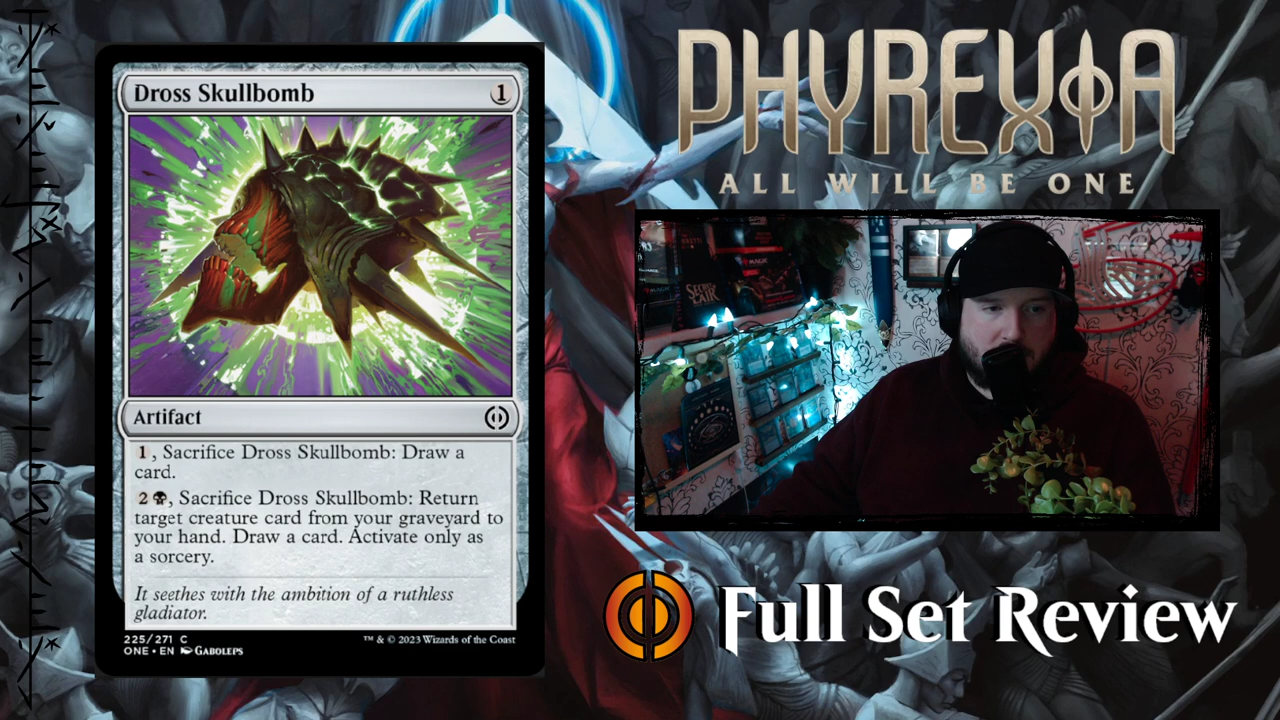 Dross Skullbomb 1
Artifact
1, Sacrifice Dross Skullbomb: Draw a
card.
2, Sacrifice Dross Skullbomb: Return
target creature card from your graveyard to
your hand. Draw a card. Activate only as
a sorcery.
It seethes with the ambition of a ruthless
gladiator.
225/271 C
ONE • EN GABOLEPS
™ & © 2023 Wizards of the Coast
PHYREXIA
ALL WILL BE ONE
SECRET
LAIR
MAGIC
Full Set Review